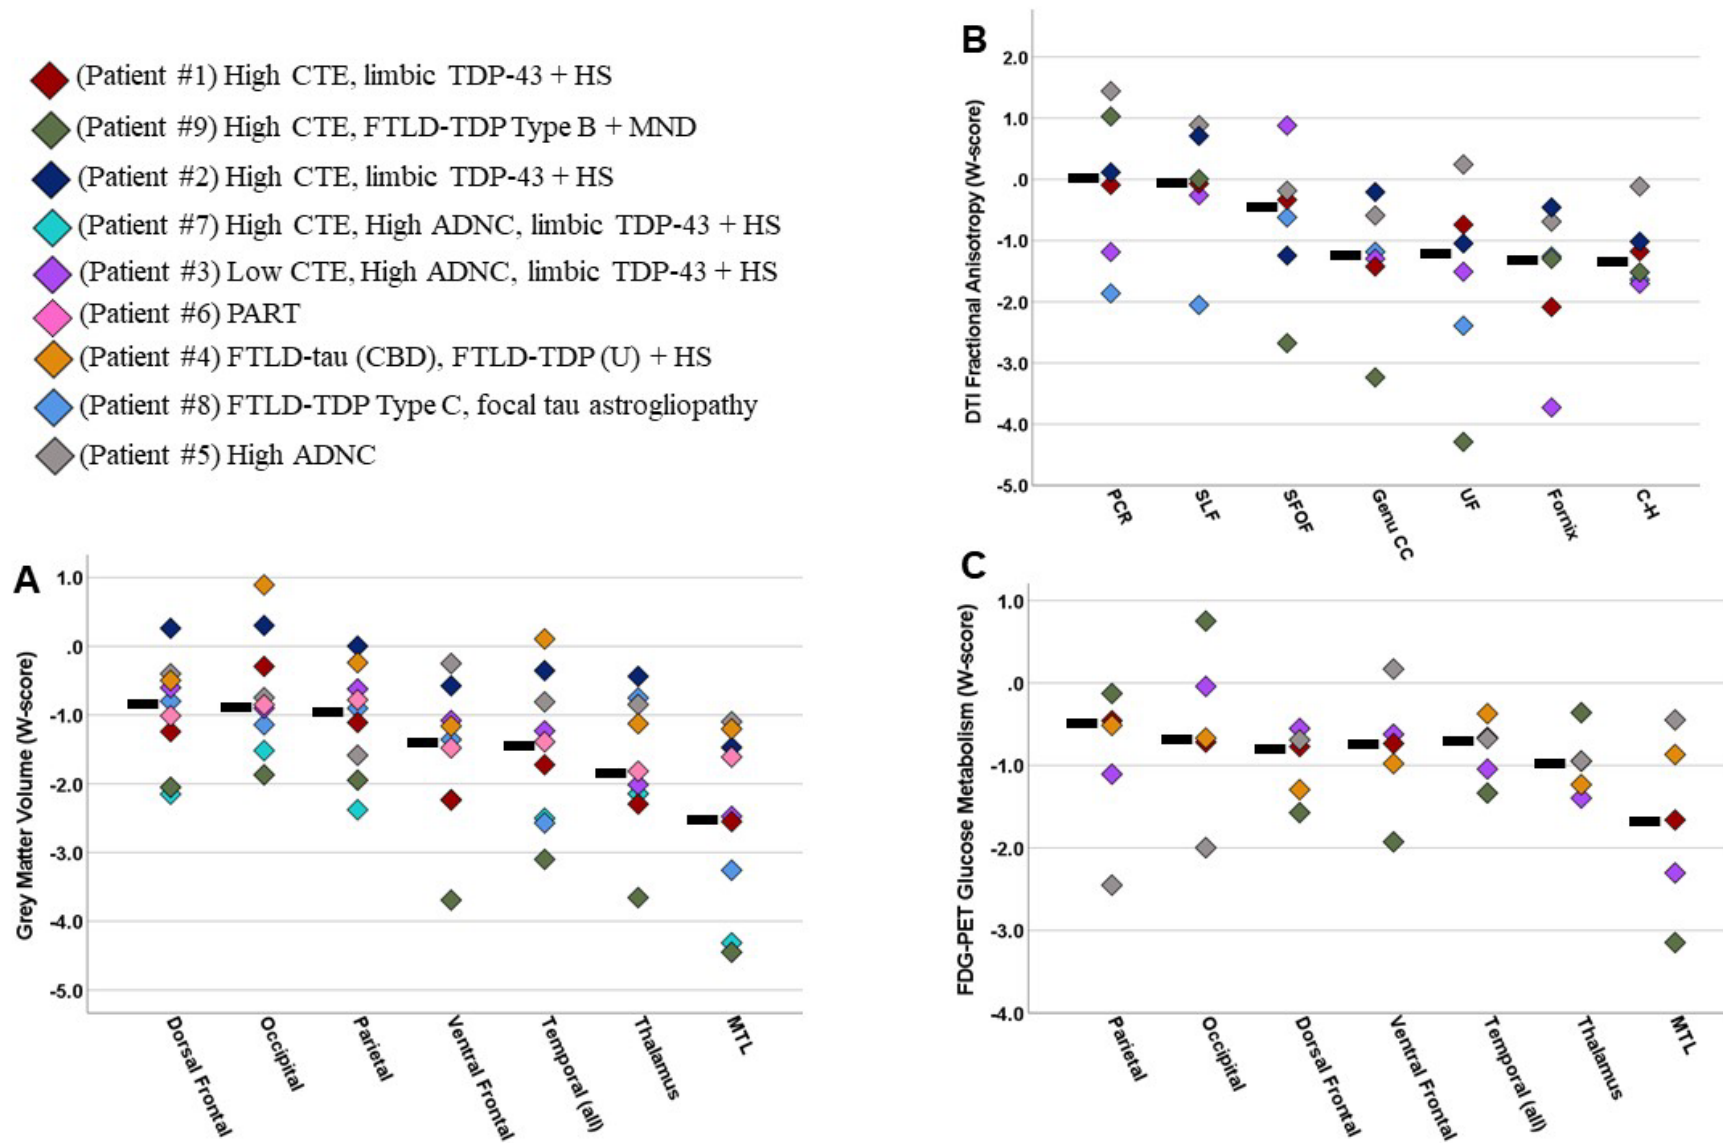 (Patient #1) High CTE, limbic TDP-43 + HS
(Patient #9) High CTE, FTLD-TDP Type B + MND
(Patient #2) High CTE, limbic TDP-43 + HS
(Patient #7) High CTE, High ADNC, limbic TDP-43 + HS
(Patient #3) Low CTE, High ADNC, limbic TDP-43 + HS
(Patient #6) PART
(Patient #4) FTLD-tau (CBD), FTLD-TDP (U) + HS
(Patient #8) FTLD-TDP Type C, focal tau astrogliopathy
(Patient #5) High ADNC
B
DTI Fractional Anisotropy (W-score)
2.0
1.0
.0
-1.0
-2.0
-3.0
-4.0
-5.0
PCR
SLF
SFOF
Genu CC
UF
Fornix
C-H
A
Grey Matter Volume (W-score)
1.0
.0
-1.0
-2.0
-3.0
-4.0
-5.0
Dorsal Frontal
Occipital
Parietal
Ventral Frontal
Temporal (all)
Thalamus
MTL
C
FDG-PET Glucose Metabolism (W-score)
1.0
.0
-1.0
-2.0
-3.0
-4.0
Parietal
Occipital
Dorsal Frontal
Ventral Frontal
Temporal (all)
Thalamus
MTL